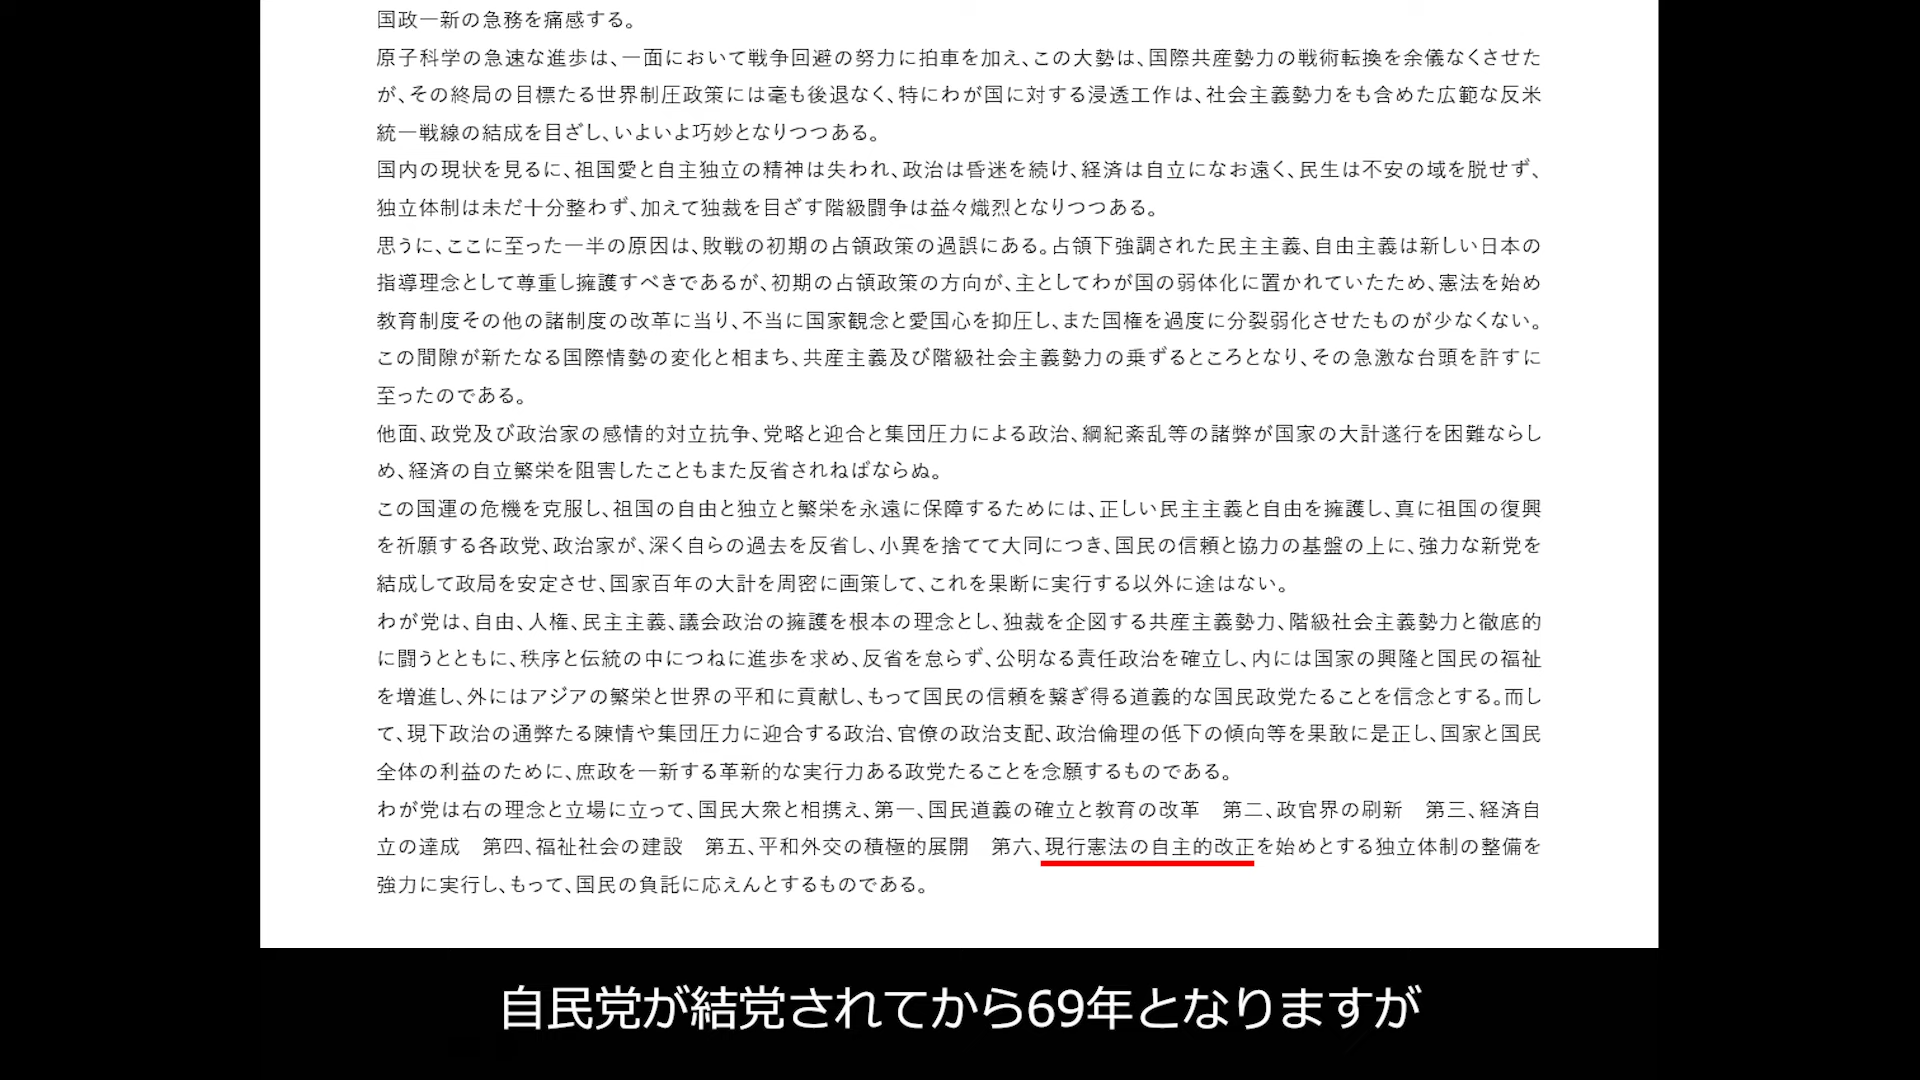 国政一新の急務を痛感する。
原子科学の急速な進歩は、一面において戦争回避の努力に拍車を加え、この大勢は、国際共産勢力の戦術転換を余儀なくさせた
が、その終局の目標たる世界制圧政策には毫も後退なく、特にわが国に対する浸透工作は、社会主義勢力をも含めた広範な反米
統一戦線の結成を目ざし、いよいよ巧妙となりつつある。
国内の現状を見るに、祖国愛と自主独立の精神は失われ、政治は昏迷を続け、経済は自立になお遠く、民生は不安の域を脱せず、
独立体制は未だ十分整わず、加えて独裁を目ざす階級闘争は益々熾烈となりつつある。
思うに、ここに至った一半の原因は、敗戦の初期の占領政策の過誤にある。占領下強調された民主主義、自由主義は新しい日本の
指導理念として尊重し擁護すべきであるが、初期の占領政策の方向が、主としてわが国の弱体化に置かれていたため、憲法を始め
教育制度その他の諸制度の改革に当り、不当に国家観念と愛国心を抑圧し、また国権を過度に分裂弱化させたものが少なくない。
この間隙が新たなる国際情勢の変化と相まち、共産主義及び階級社会主義勢力の乗ずるところとなり、その急激な台頭を許すに
至ったのである。
他面、政党及び政治家の感情的対立抗争、党略と迎合と集団圧力による政治、綱紀紊乱等の諸弊が国家の大計遂行を困難ならし
め、経済の自立繁栄を阻害したこともまた反省されねばならぬ。
この国運の危機を克服し、祖国の自由と独立と繁栄を永遠に保障するためには、正しい民主主義と自由を擁護し、真に祖国の復興
を祈願する各政党、政治家が、深く自らの過去を反省し、小異を捨てて大同につき、国民の信頼と協力の基盤の上に、強力な新党を
結成して政局を安定させ、国家百年の大計を周密に画策して、これを果断に実行する以外に途はない。
わが党は、自由、人権、民主主義、議会政治の擁護を根本の理念とし、独裁を企図する共産主義勢力、階級社会主義勢力と徹底的
に闘うとともに、秩序と伝統の中につねに進歩を求め、反省を怠らず、公明なる責任政治を確立し、内には国家の興隆と国民の福祉
を増進し、外にはアジアの繁栄と世界の平和に貢献し、もって国民の信頼を繋ぎ得る道義的な国民政党たることを信念とする。而し
て、現下政治の通弊たる陳情や集団圧力に迎合する政治、官僚の政治支配、政治倫理の低下の傾向等を果敢に是正し、国家と国民
全体の利益のために、庶政を一新する革新的な実行力ある政党たることを念願するものである。
わが党は右の理念と立場に立って、国民大衆と相携え、第一、国民道義の確立と教育の改革　第二、政官界の刷新　第三、経済自
立の達成　第四、福祉社会の建設　第五、平和外交の積極的展開　第六、現行憲法の自主的改正を始めとする独立体制の整備を
強力に実行し、もって、国民の負託に応えんとするものである。
自民党が結党されてから69年となりますが